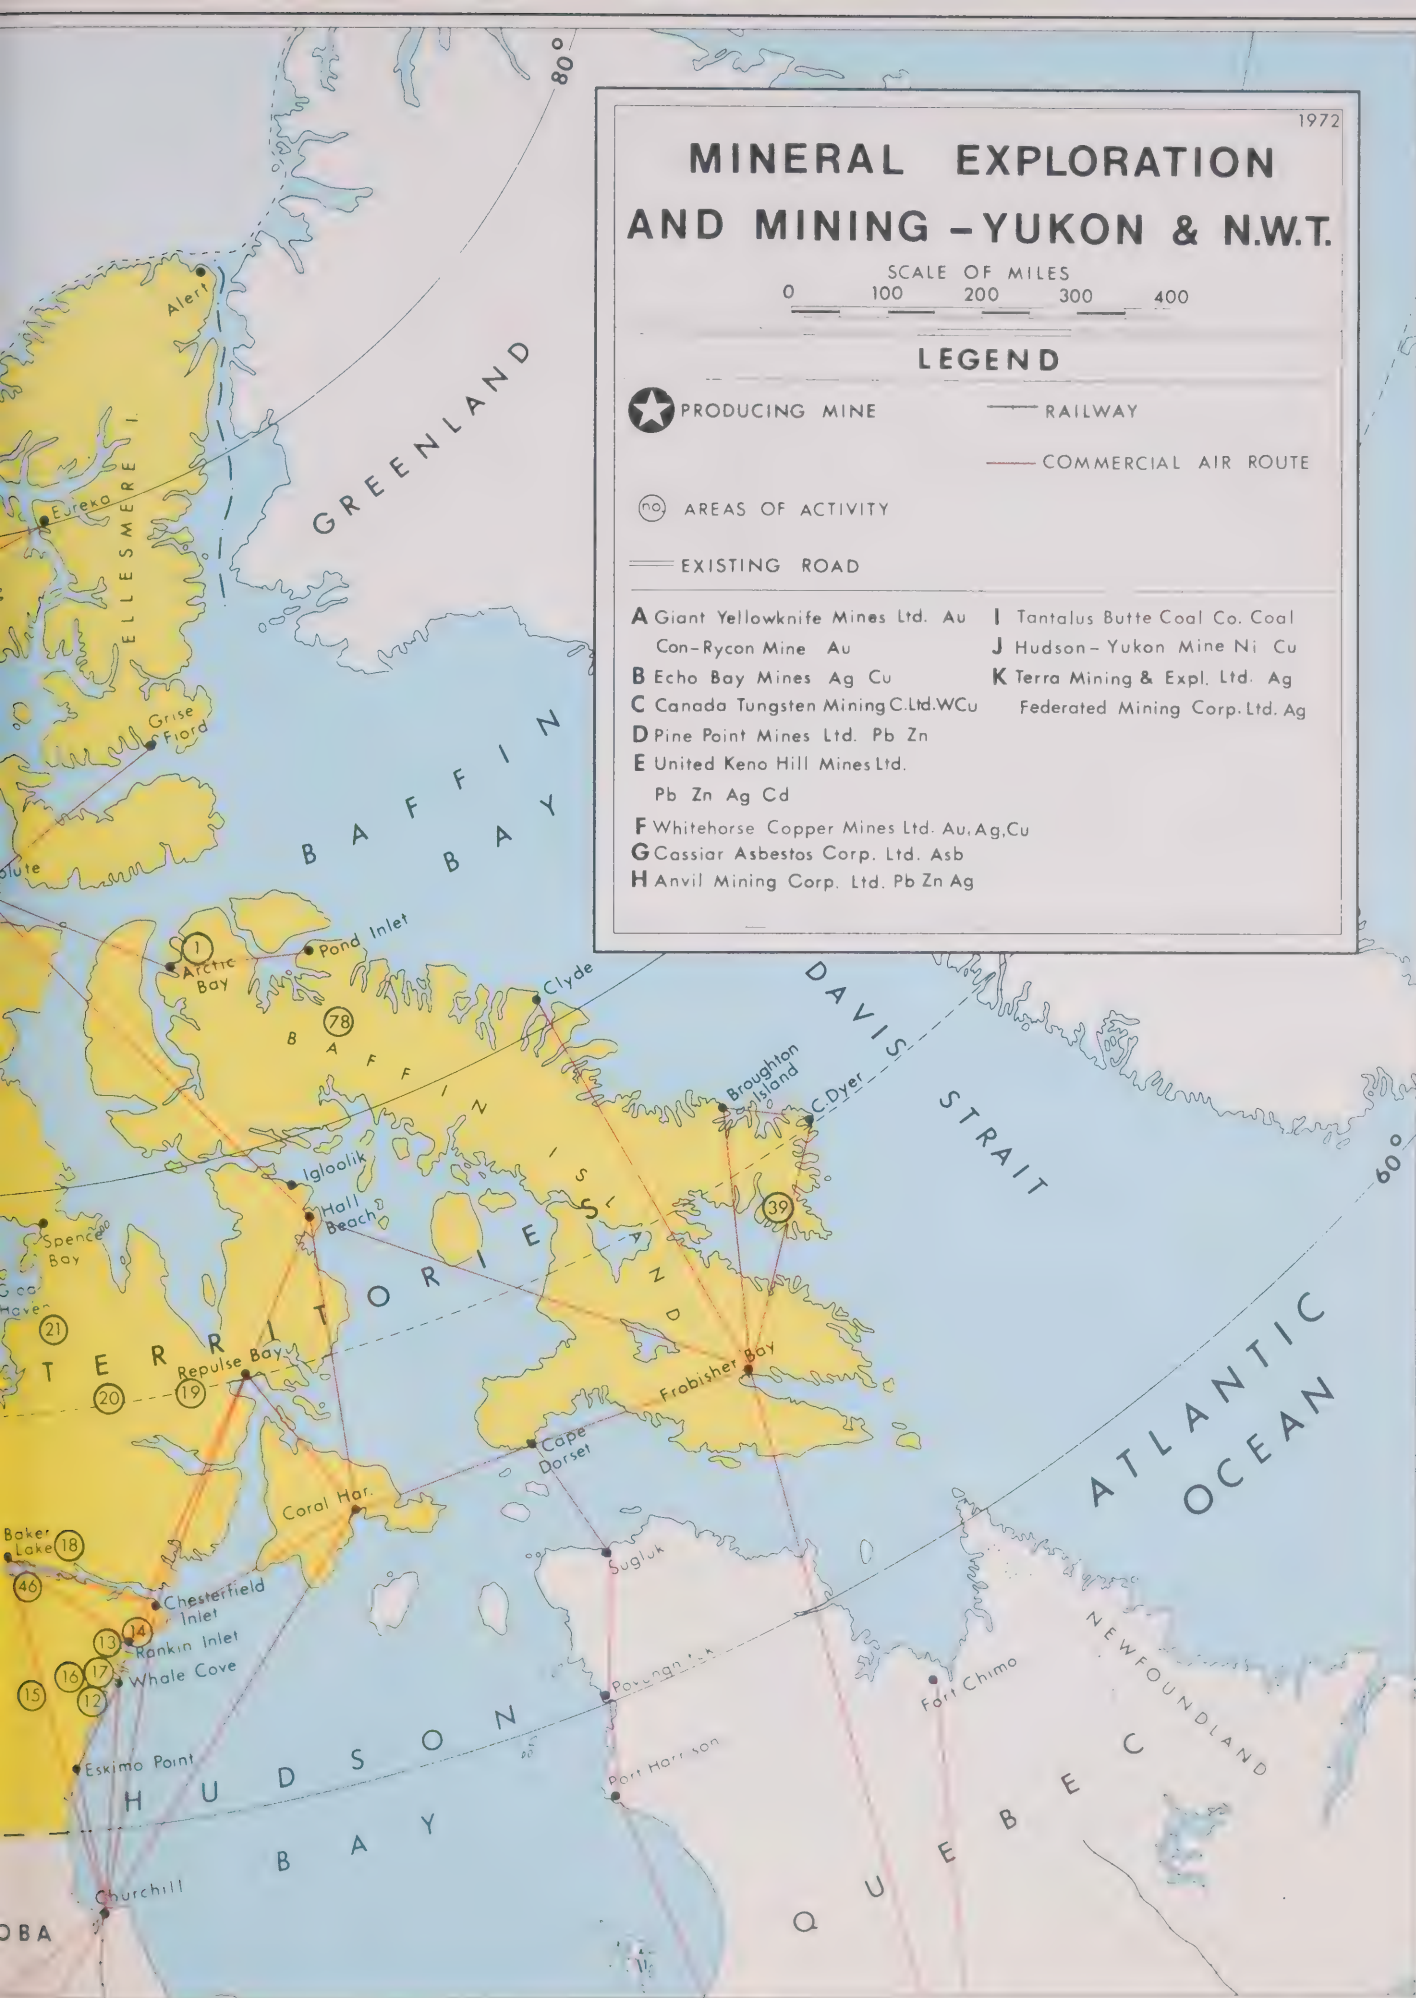 1972
MINERAL EXPLORATION
AND MINING – YUKON & N.W.T.
SCALE OF MILES
0 100 200 300 400
LEGEND
PRODUCING MINE
RAILWAY
COMMERCIAL AIR ROUTE
no. AREAS OF ACTIVITY
EXISTING ROAD
A Giant Yellowknife Mines Ltd. Au
Con-Rycon Mine Au
B Echo Bay Mines Ag Cu
C Canada Tungsten Mining C.Ltd.WCu
D Pine Point Mines Ltd. Pb Zn
E United Keno Hill Mines Ltd.
Pb Zn Ag Cd
F Whitehorse Copper Mines Ltd. Au,Ag,Cu
G Cassiar Asbestos Corp. Ltd. Asb
H Anvil Mining Corp. Ltd. Pb Zn Ag
I Tantalus Butte Coal Co. Coal
J Hudson-Yukon Mine Ni Cu
K Terra Mining & Expl. Ltd. Ag
Federated Mining Corp. Ltd. Ag
80°
Alert
GREENLAND
Eureka
ELLESMERE I.
Grise
Fiord
BAFFIN
BAY
olute
1
Arctic
Bay
Pond Inlet
78
Clyde
BAFFIN ISLAND
DAVIS
STRAIT
Broughton
Island
C. Dyer
60°
39
Igloolik
Hall
Beach
Spence
Bay
Haven
21
TERRITORIES
Repulse Bay
20
19
Frobisher Bay
Cape
Dorset
Coral Har.
ATLANTIC
OCEAN
Baker
Lake
18
46
Sugluk
Chesterfield
Inlet
14
13
Rankin Inlet
16
17
Whale Cove
15
12
Fort Chimo
NEWFOUNDLAND
Eskimo Point
HUDSON
BAY
Port Harrison
QUEBEC
Churchill
OBA